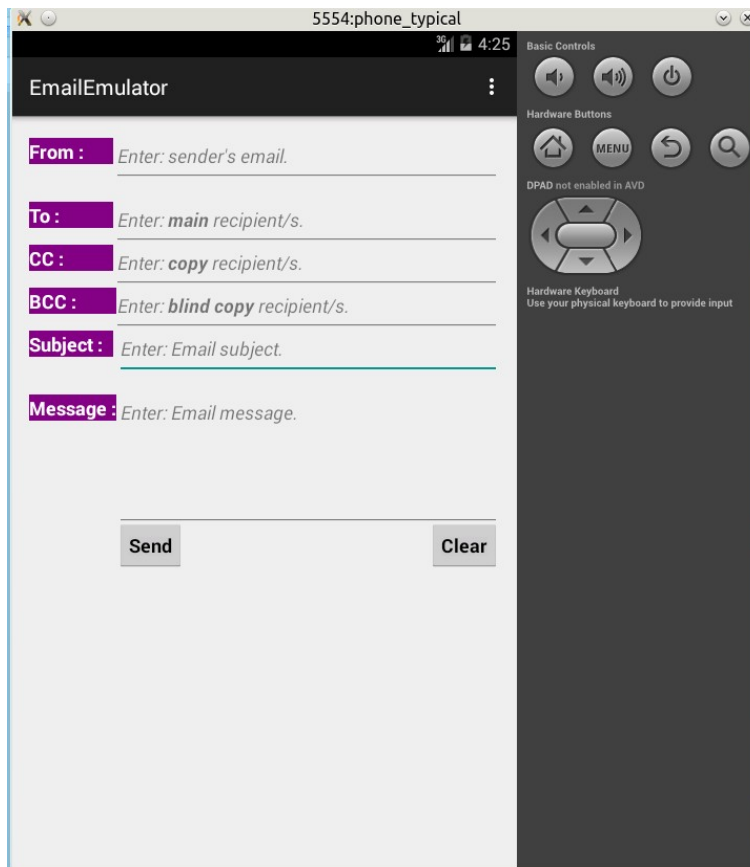 5554:phone_typical
3G 4:25
EmailEmulator
From : Enter: sender's email.
To : Enter: main recipient/s.
CC : Enter: copy recipient/s.
BCC : Enter: blind copy recipient/s.
Subject : Enter: Email subject.
Message : Enter: Email message.
Send Clear
Basic Controls
Hardware Buttons
MENU
DPAD not enabled in AVD
Hardware Keyboard
Use your physical keyboard to provide input